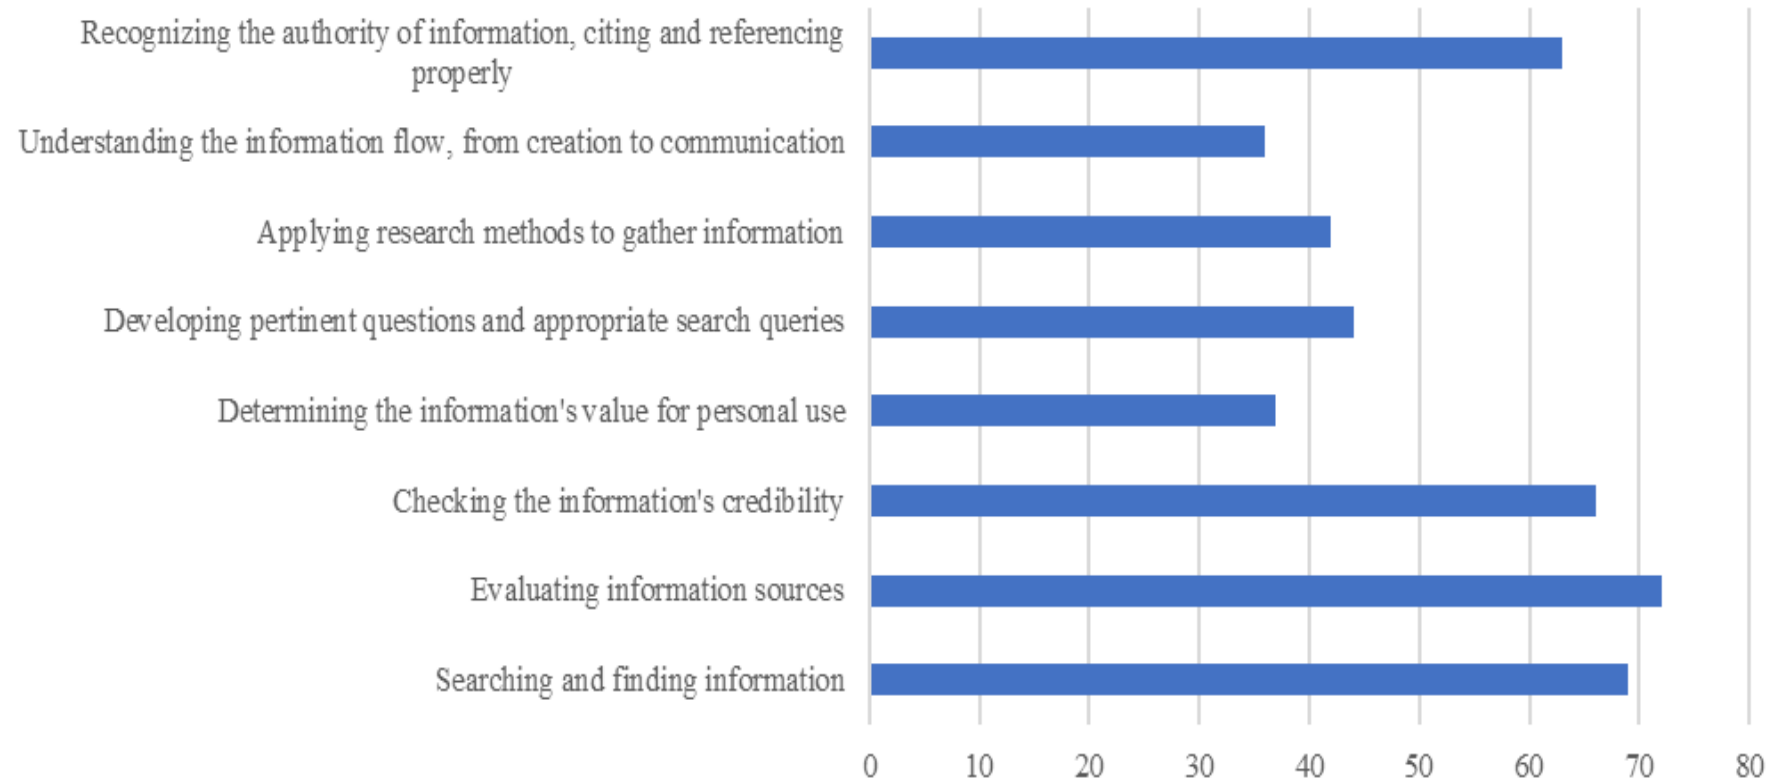 Recognizing the authority of information, citing and referencing
properly
Understanding the information flow, from creation to communication
Applying research methods to gather information
Developing pertinent questions and appropriate search queries
Determining the information's value for personal use
Checking the information's credibility
Evaluating information sources
Searching and finding information
0 10 20 30 40 50 60 70 80